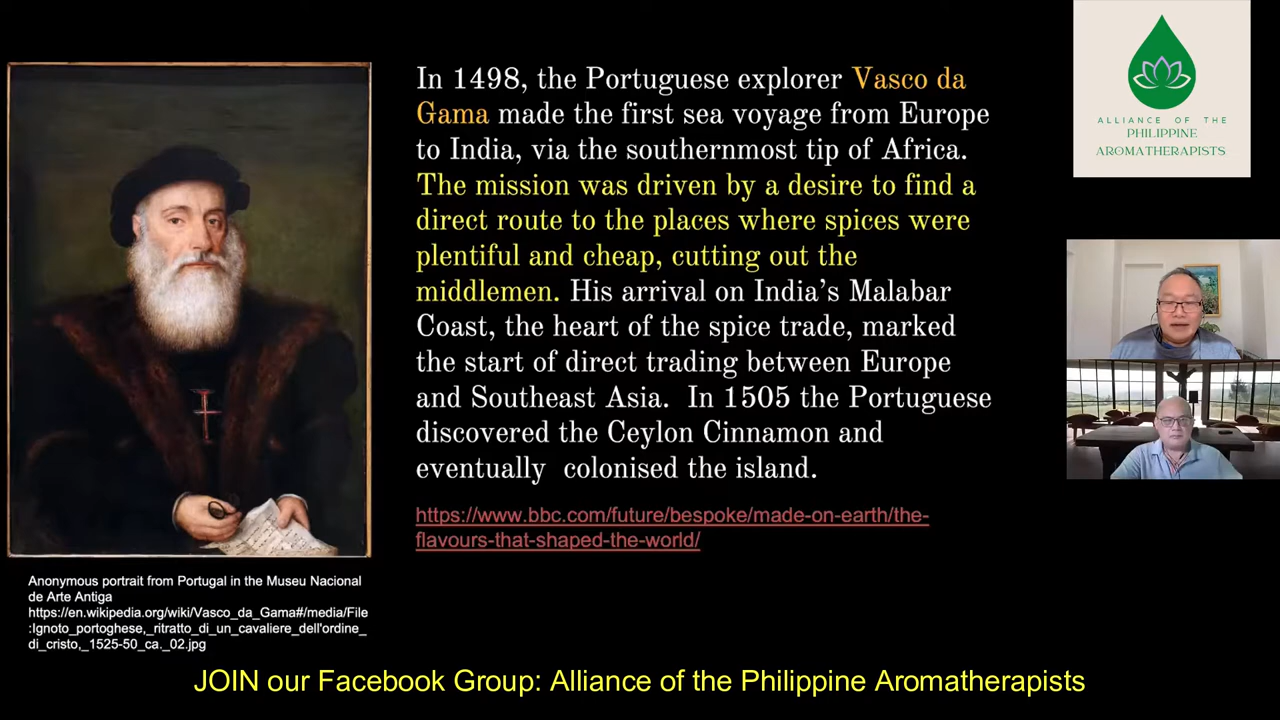 In 1498, the Portuguese explorer Vasco da
Gama made the first sea voyage from Europe
to India, via the southernmost tip of Africa.
The mission was driven by a desire to find a
direct route to the places where spices were
plentiful and cheap, cutting out the
middlemen. His arrival on India's Malabar
Coast, the heart of the spice trade, marked
the start of direct trading between Europe
and Southeast Asia. In 1505 the Portuguese
discovered the Ceylon Cinnamon and
eventually colonised the island.
https://www.bbc.com/future/bespoke/made-on-earth/the-
flavours-that-shaped-the-world/
Anonymous portrait from Portugal in the Museu Nacional
de Arte Antiga
https://en.wikipedia.org/wiki/Vasco_da_Gama#/media/File
:Ignoto_portoghese,_ritratto_di_un_cavaliere_dell'ordine_
di_cristo,_1525-50_ca._02.jpg
ALLIANCE OF THE
PHILIPPINE
AROMATHERAPISTS
JOIN our Facebook Group: Alliance of the Philippine Aromatherapists